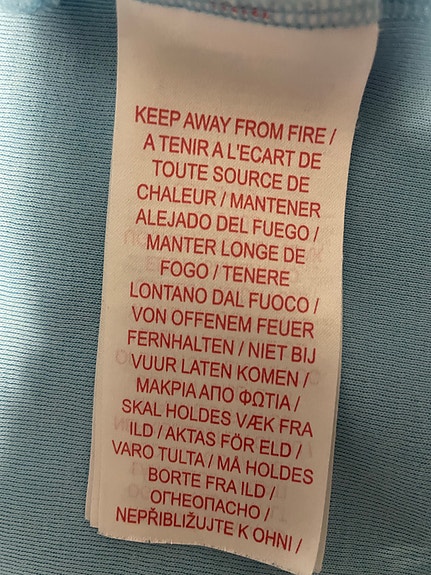 KEEP AWAY FROM FIRE /
A TENIR A L'ECART DE
TOUTE SOURCE DE
CHALEUR / MANTENER
ALEJADO DEL FUEGO /
MANTER LONGE DE
FOGO / TENERE
LONTANO DAL FUOCO /
VON OFFENEM FEUER
FERNHALTEN / NIET BIJ
VUUR LATEN KOMEN /
ΜΑΚΡΙΑ ΑΠΟ ΦΩΤΙΑ /
SKAL HOLDES VÆK FRA
ILD / AKTAS FÖR ELD /
VARO TULTA / MÅ HOLDES
BORTE FRA ILD /
ОГНЕОПАСНО /
NEPŘIBLIŽUJTE K OHNI /